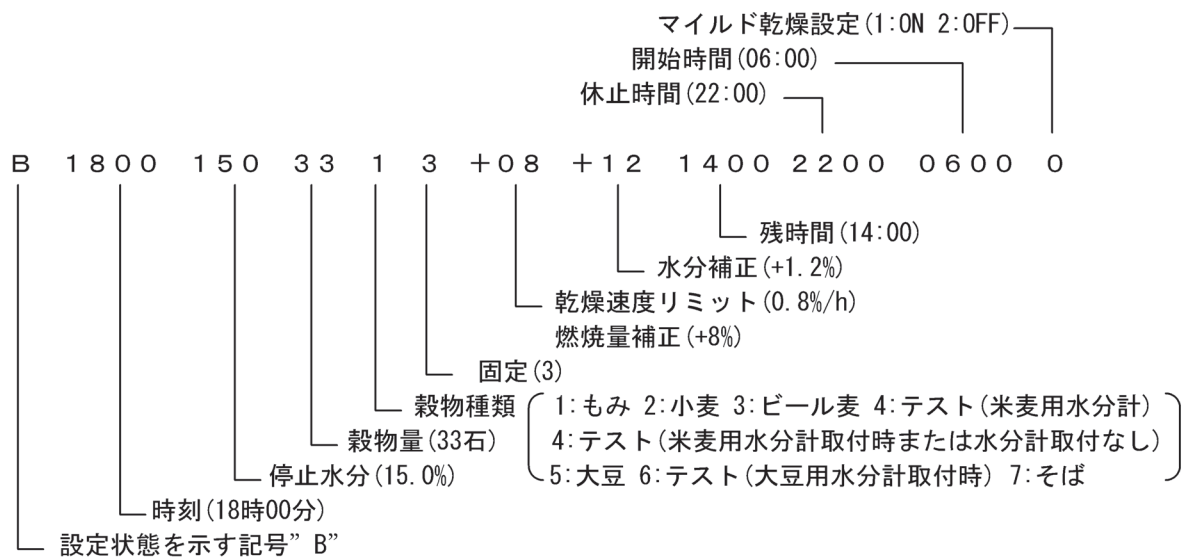 マイルド乾燥設定(1:ON 2:OFF)
開始時間(06:00)
休止時間(22:00)
B 1800 150 33 1 3 +08 +12 1400 2200 0600 0
残時間(14:00)
水分補正(+1.2%)
乾燥速度リミット(0.8%/h)
燃焼量補正(+8%)
固定(3)
穀物種類 1:もみ 2:小麦 3:ビール麦 4:テスト(米麦用水分計)
穀物量(33石) 4:テスト(米麦用水分計取付時または水分計取付なし)
停止水分(15.0%) 5:大豆 6:テスト(大豆用水分計取付時) 7:そば
時刻(18時00分)
設定状態を示す記号” B”